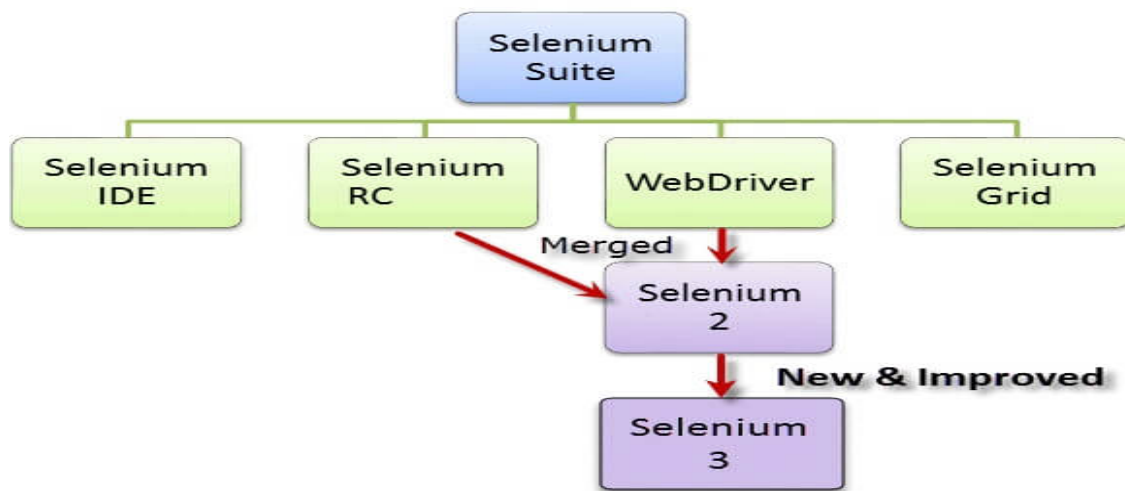 Selenium
Suite
Selenium
IDE
Selenium
RC
WebDriver
Selenium
Grid
Merged
Selenium
2
New & Improved
Selenium
3